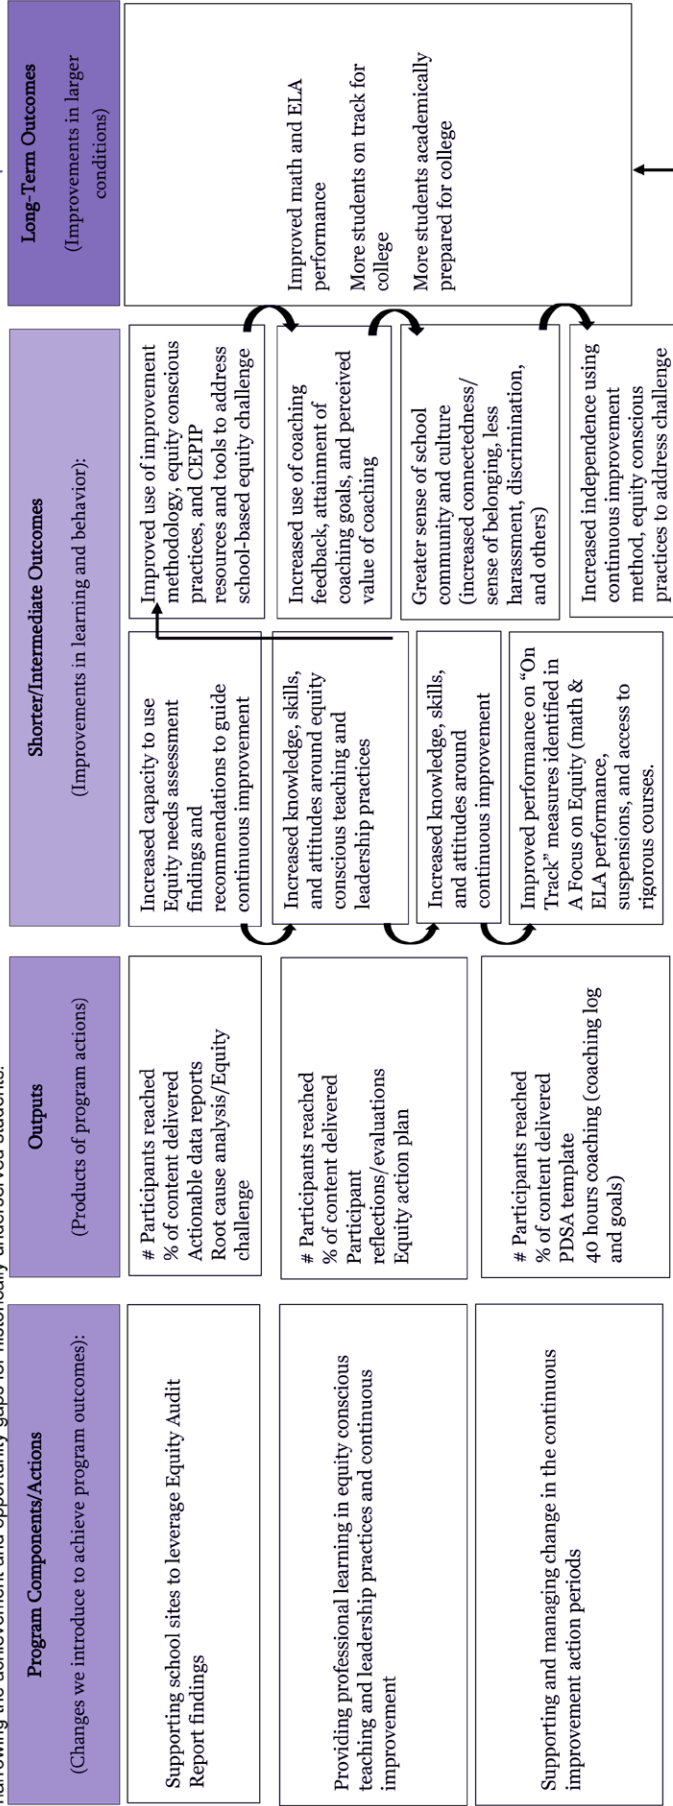 narrowing the achievement and opportunity gaps for historically underserved students.
Program Components/Actions
(Changes we introduce to achieve program outcomes):
Supporting school sites to leverage Equity Audit
Report findings
Providing professional learning in equity conscious
teaching and leadership practices and continuous
improvement
Supporting and managing change in the continuous
improvement action periods
Outputs
(Products of program actions)
# Participants reached
% of content delivered
Actionable data reports
Root cause analysis/Equity
challenge
# Participants reached
% of content delivered
Participant
reflections/evaluations
Equity action plan
# Participants reached
% of content delivered
PDSA template
40 hours coaching (coaching log
and goals)
Shorter/Intermediate Outcomes
(Improvements in learning and behavior):
Increased capacity to use
Equity needs assessment
findings and
recommendations to guide
continuous improvement
Increased knowledge, skills,
and attitudes around equity
conscious teaching and
leadership practices
Increased knowledge, skills,
and attitudes around
continuous improvement
Improved performance on “On
Track” measures identified in
A Focus on Equity (math &
ELA performance,
suspensions, and access to
rigorous courses.
Improved use of improvement
methodology, equity conscious
practices, and CEPIP
resources and tools to address
school-based equity challenge
Increased use of coaching
feedback, attainment of
coaching goals, and perceived
value of coaching
Greater sense of school
community and culture
(increased connectedness/
sense of belonging, less
harassment, discrimination,
and others)
Increased independence using
continuous improvement
method, equity conscious
practices to address challenge
Long-Term Outcomes
(Improvements in larger
conditions)
Improved math and ELA
performance
More students on track for
college
More students academically
prepared for college